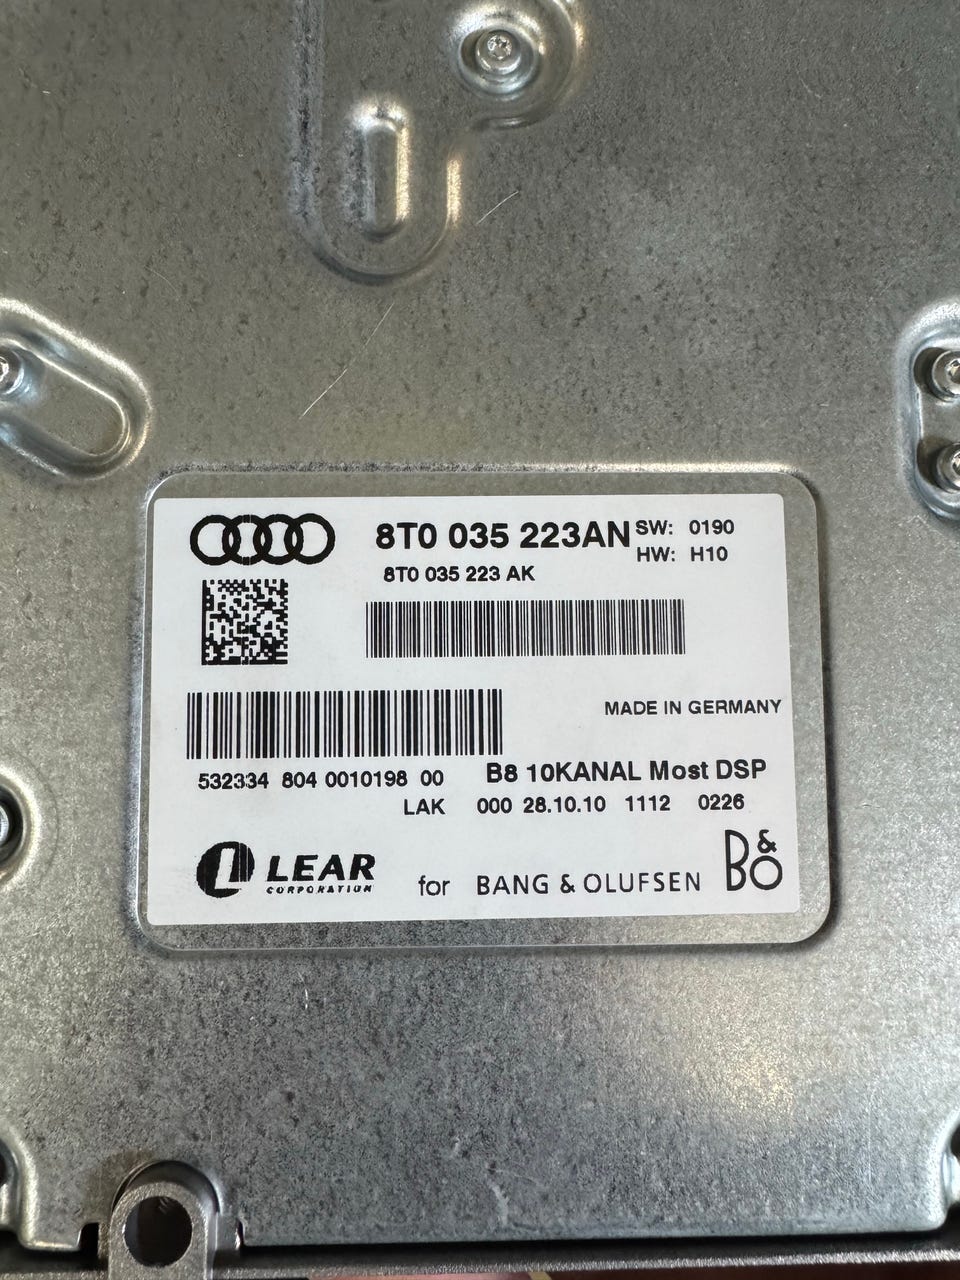 8T0 035 223AN SW: 0190
HW: H10
8T0 035 223 AK
MADE IN GERMANY
532334 804 0010198 00
B8 10KANAL Most DSP
LAK 000 28.10.10 1112 0226
LEAR
CORPORATION
for BANG & OLUFSEN B&O